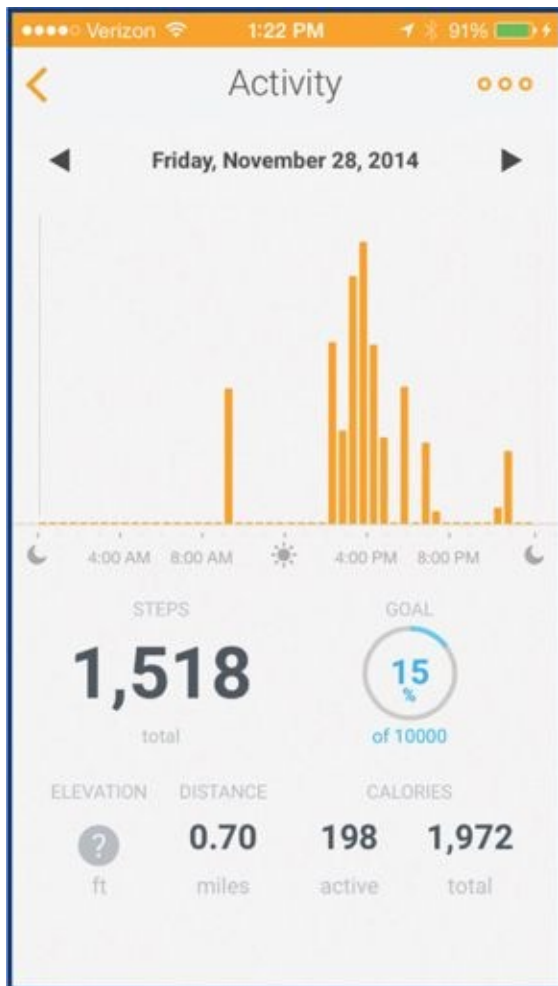 Verizon 1:22 PM 91%
Activity
Friday, November 28, 2014
4:00 AM 8:00 AM 4:00 PM 8:00 PM
STEPS GOAL
1,518 15
%
total of 10000
ELEVATION DISTANCE CALORIES
? 0.70 198 1,972
ft miles active total